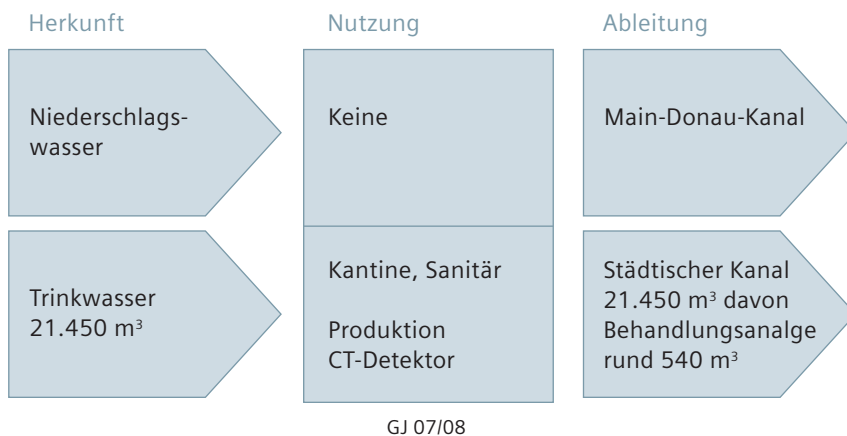 Herkunft
Nutzung
Ableitung
Niederschlags-
wasser
Keine
Main-Donau-Kanal
Trinkwasser
21.450 m³
Kantine, Sanitär
Produktion
CT-Detektor
Städtischer Kanal
21.450 m³ davon
Behandlungsanalge
rund 540 m³
GJ 07/08